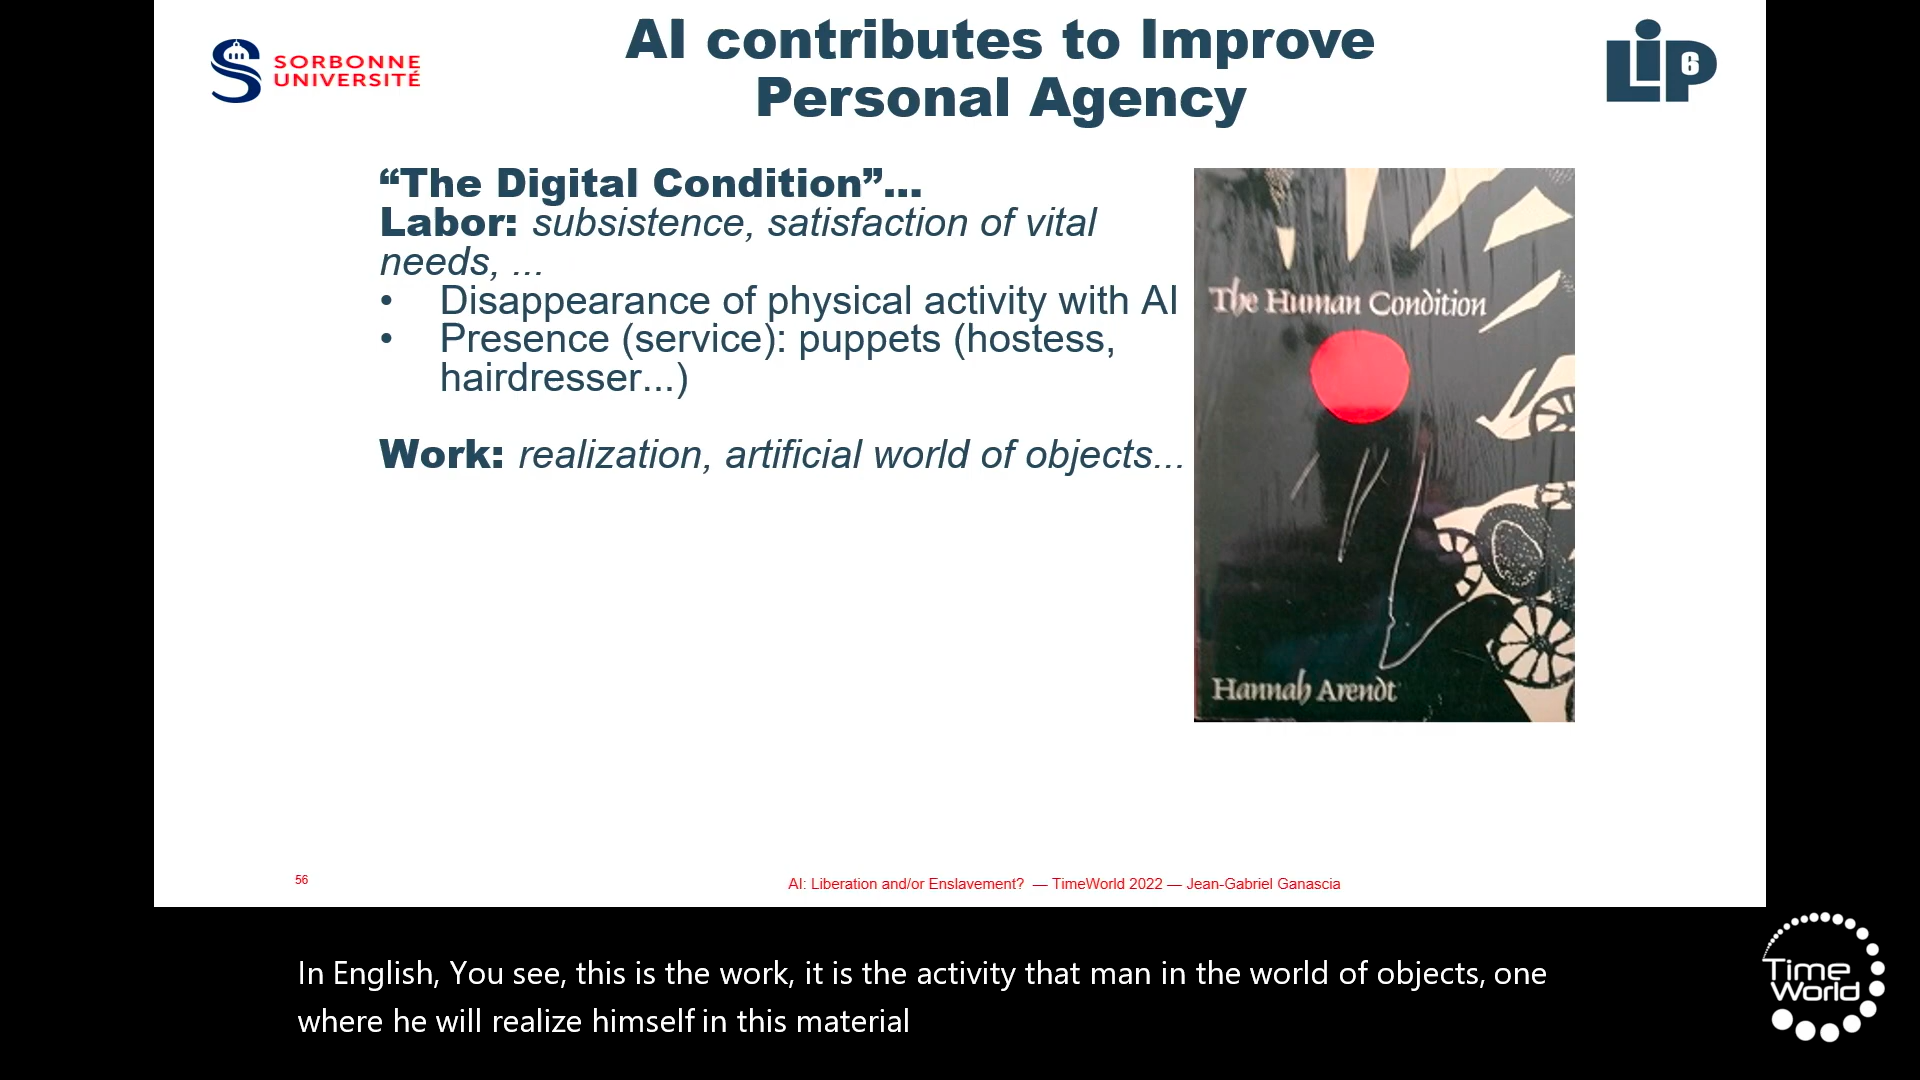 SORBONNE
UNIVERSITÉ
AI contributes to Improve
Personal Agency
LiP6
“The Digital Condition”...
Labor: subsistence, satisfaction of vital
needs, ...
• Disappearance of physical activity with AI
• Presence (service): puppets (hostess,
hairdresser...)
Work: realization, artificial world of objects...
The Human Condition
Hannah Arendt
56
AI: Liberation and/or Enslavement? — TimeWorld 2022 — Jean-Gabriel Ganascia
In English, You see, this is the work, it is the activity that man in the world of objects, one
where he will realize himself in this material
Time
World